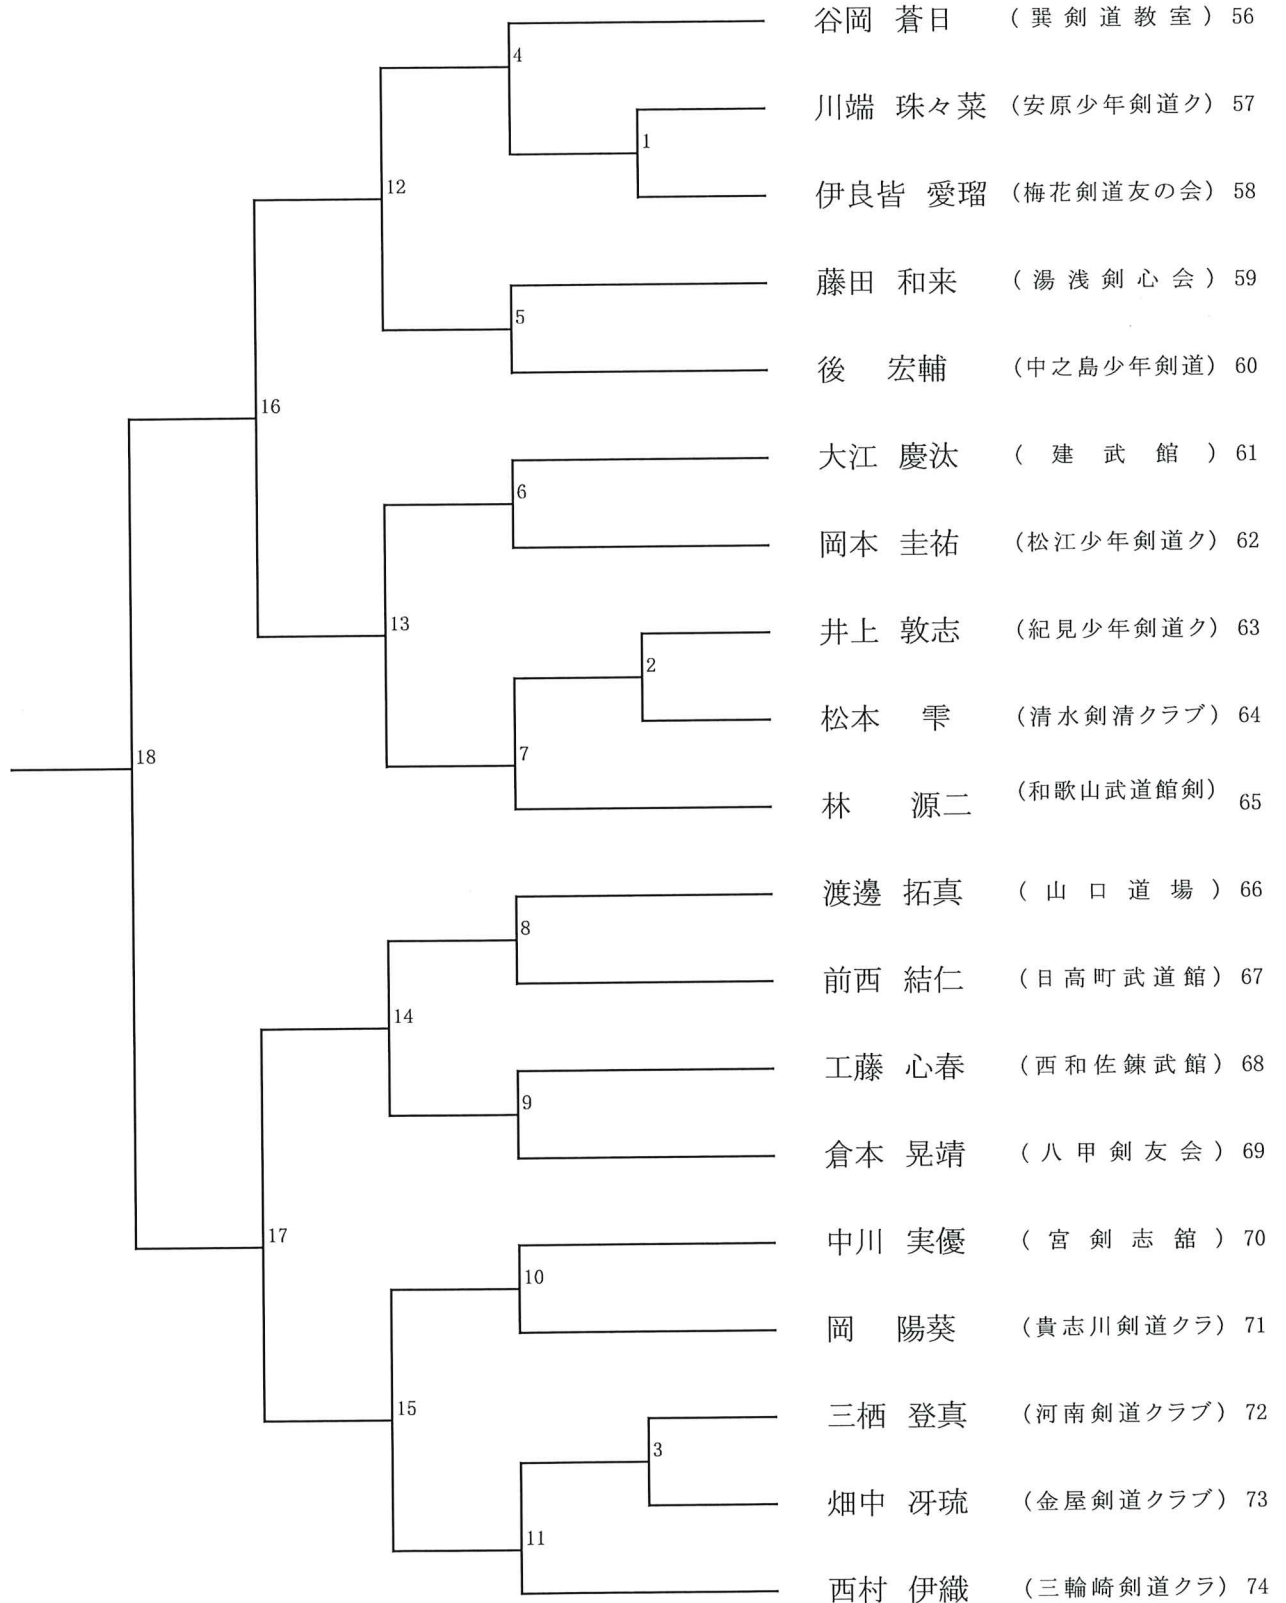 谷岡 蒼日 (巽剣道教室) 56
4
川端 珠々菜 (安原少年剣道ク) 57
1
12
伊良皆 愛瑠 (梅花剣道友の会) 58
藤田 和来 (湯浅剣心会) 59
5
後 宏輔 (中之島少年剣道) 60
16
大江 慶汰 (建武館) 61
6
岡本 圭祐 (松江少年剣道ク) 62
13
井上 敦志 (紀見少年剣道ク) 63
2
松本 雫 (清水剣清クラブ) 64
18
7
林 源二 (和歌山武道館剣) 65
渡邊 拓真 (山口道場) 66
8
前西 結仁 (日高町武道館) 67
14
工藤 心春 (西和佐錬武館) 68
9
倉本 晃靖 (八甲剣友会) 69
17
中川 実優 (宮剣志舘) 70
10
岡 陽葵 (貴志川剣道クラ) 71
15
三栖 登真 (河南剣道クラブ) 72
3
畑中 冴琉 (金屋剣道クラブ) 73
11
西村 伊織 (三輪崎剣道クラ) 74